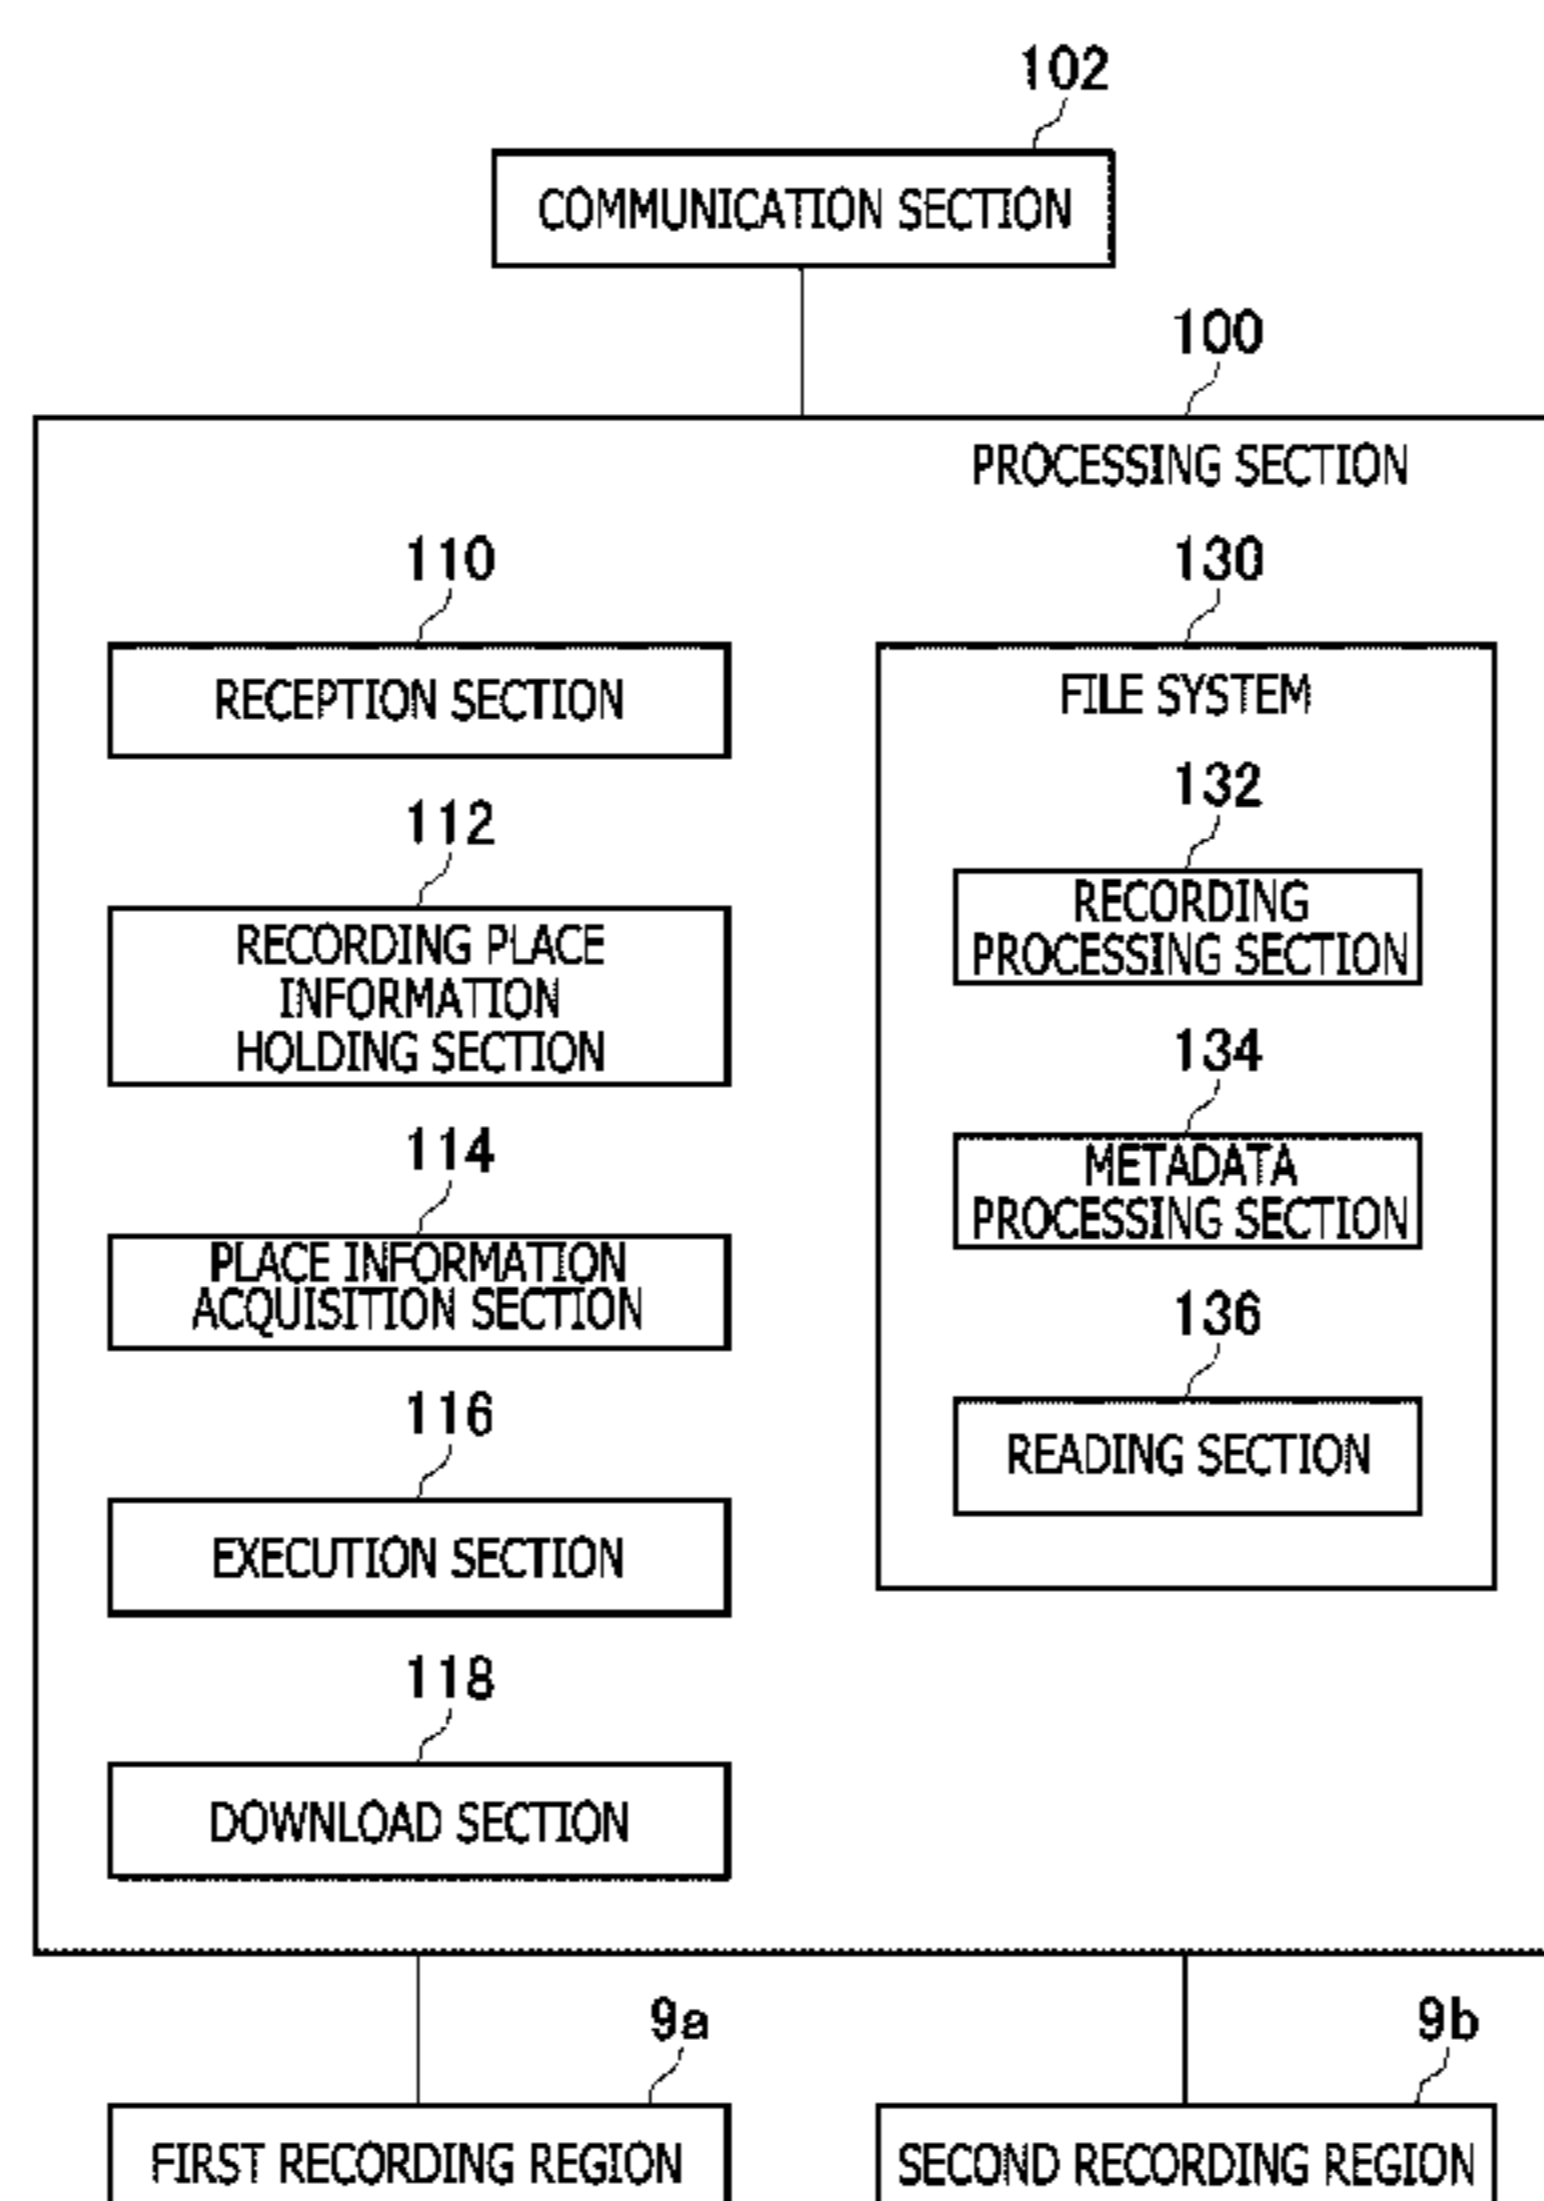 102
COMMUNICATION SECTION
100
PROCESSING SECTION
110
RECEPTION SECTION
112
RECORDING PLACE
INFORMATION
HOLDING SECTION
114
PLACE INFORMATION
ACQUISITION SECTION
116
EXECUTION SECTION
118
DOWNLOAD SECTION
130
FILE SYSTEM
132
RECORDING
PROCESSING SECTION
134
METADATA
PROCESSING SECTION
136
READING SECTION
9a
FIRST RECORDING REGION
9b
SECOND RECORDING REGION